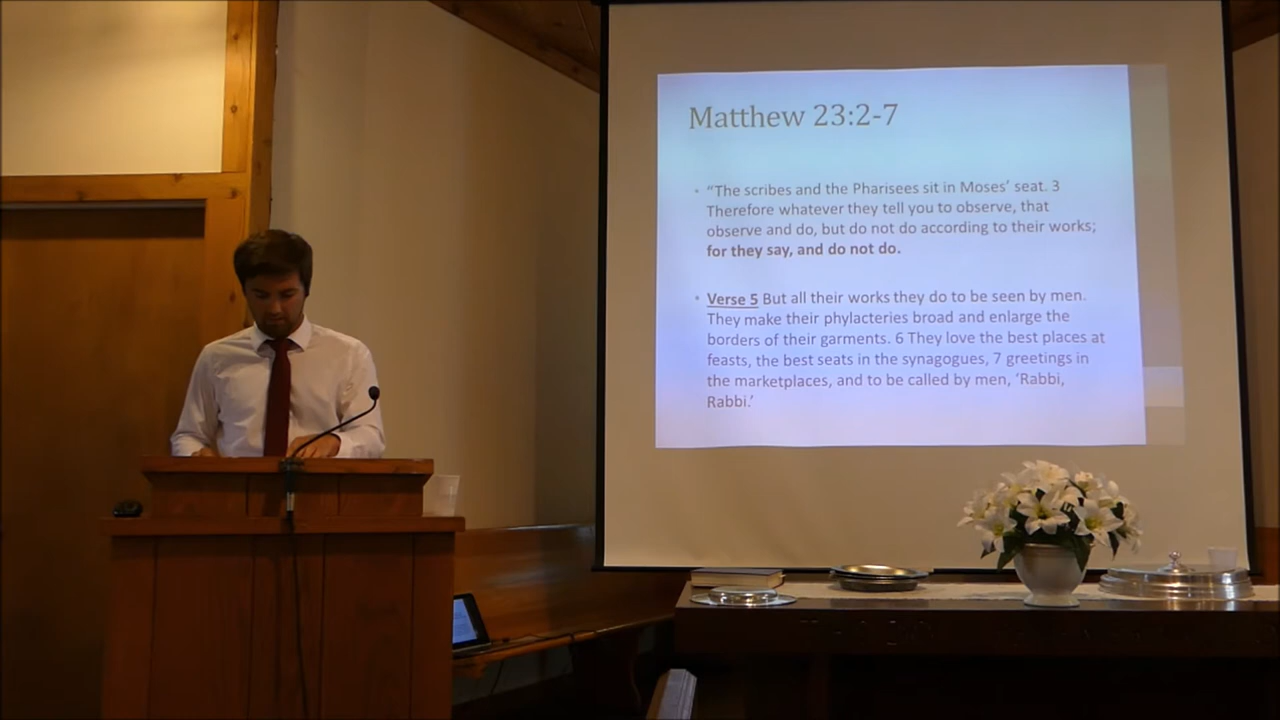 Matthew 23:2-7
• “The scribes and the Pharisees sit in Moses’ seat. 3
Therefore whatever they tell you to observe, that
observe and do, but do not do according to their works;
for they say, and do not do.
• Verse 5 But all their works they do to be seen by men.
They make their phylacteries broad and enlarge the
borders of their garments. 6 They love the best places at
feasts, the best seats in the synagogues, 7 greetings in
the marketplaces, and to be called by men, ‘Rabbi,
Rabbi.’